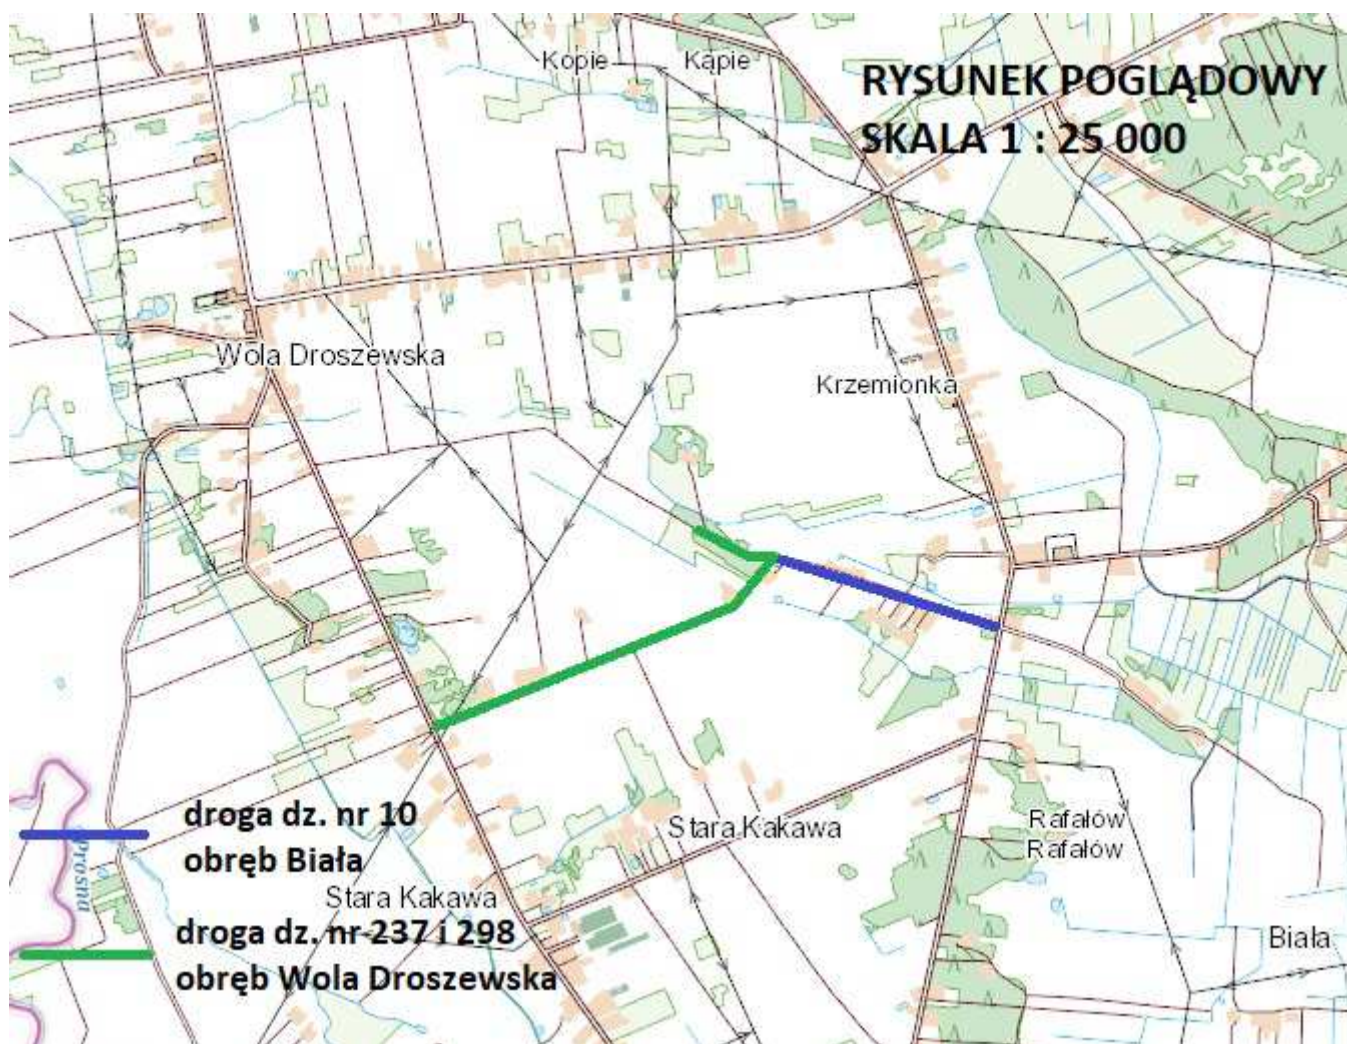 Kopie
Kąpie
RYSUNEK POGLĄDOWY
SKALA 1 : 25 000
Wola Droszewska
Krzemionka
droga dz. nr 10
obręb Biała
Prosna
Stara Kakawa
Rafałów
Rafałów
Stara Kakawa
droga dz. nr 237 i 298
obręb Wola Droszewska
Biała